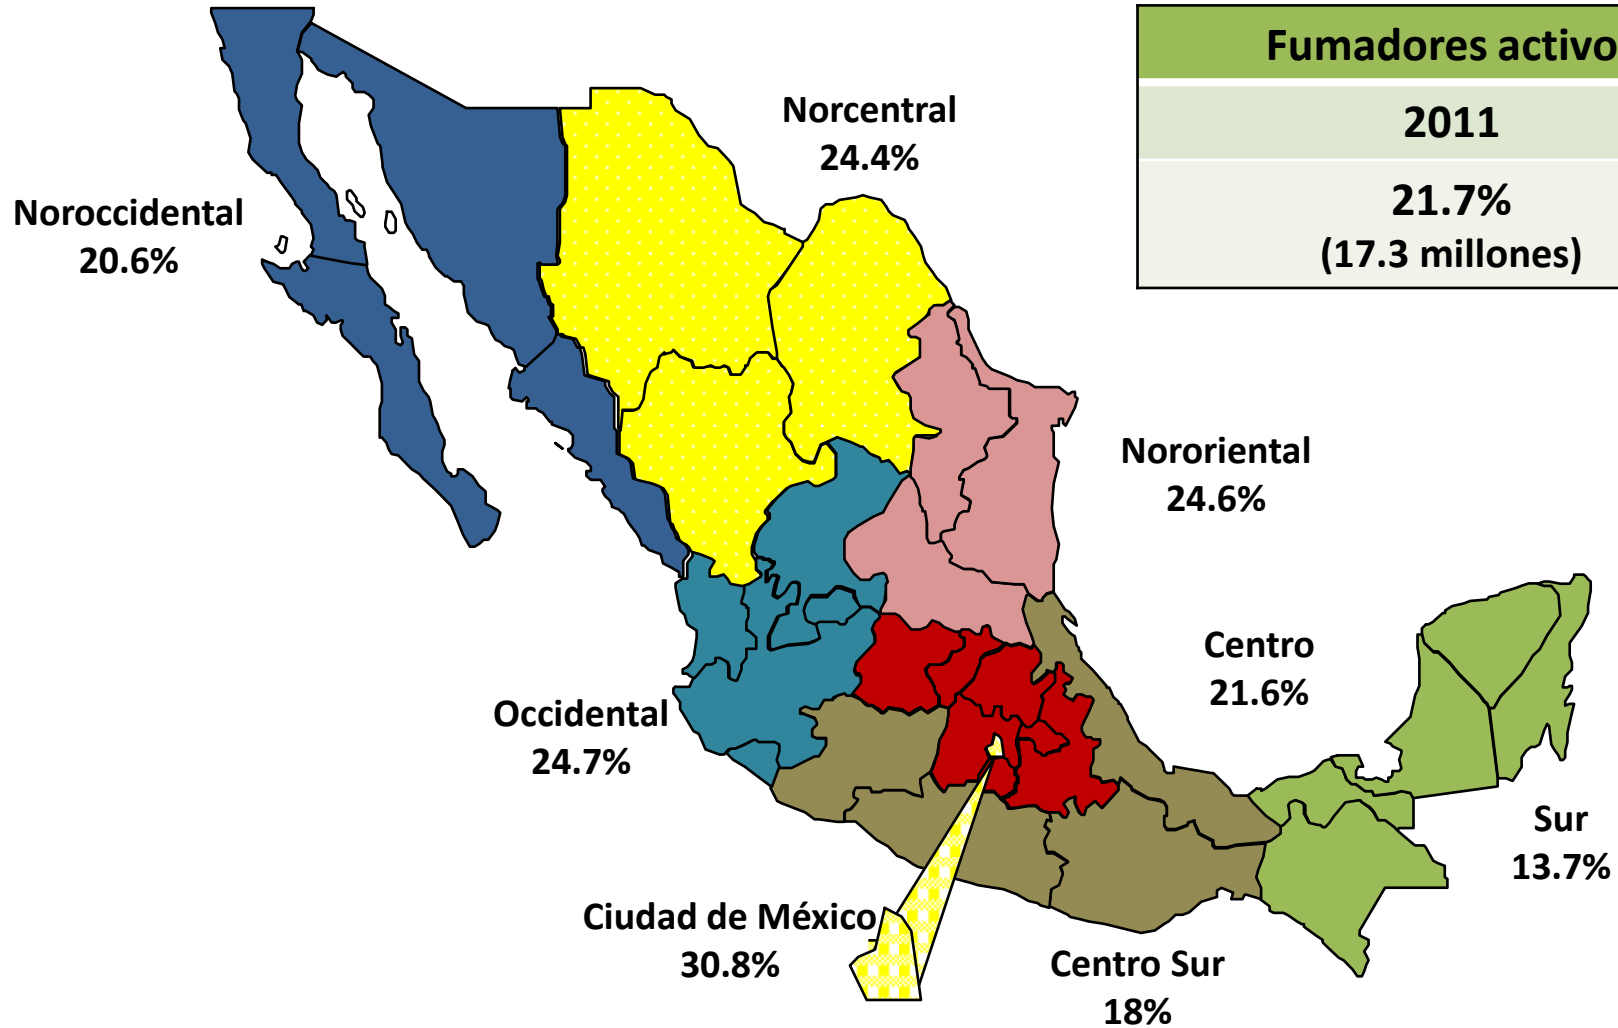 Fumadores activo
2011
21.7%
(17.3 millones)
Norcentral
24.4%
Noroccidental
20.6%
Nororiental
24.6%
Centro
21.6%
Occidental
24.7%
Sur
13.7%
Ciudad de México
30.8%
Centro Sur
18%